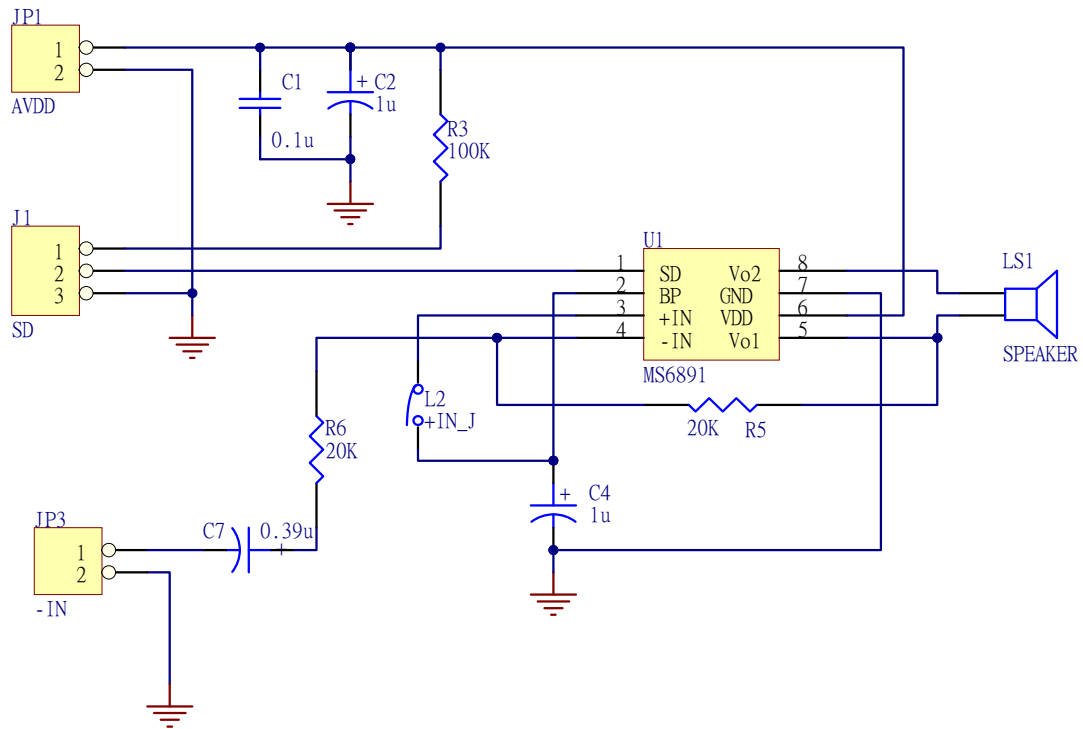 JP1
1
2
AVDD
C1
0.1u
+ C2
1u
R3
100K
J1
1
2
3
SD
U1
1 SD Vo2 8
2 BP GND 7
3 +IN VDD 6
4 -IN Vo1 5
MS6891
LS1
SPEAKER
L2
+IN_J
20K R5
R6
20K
+ C4
1u
C7 0.39u
+
JP3
1
2
-IN